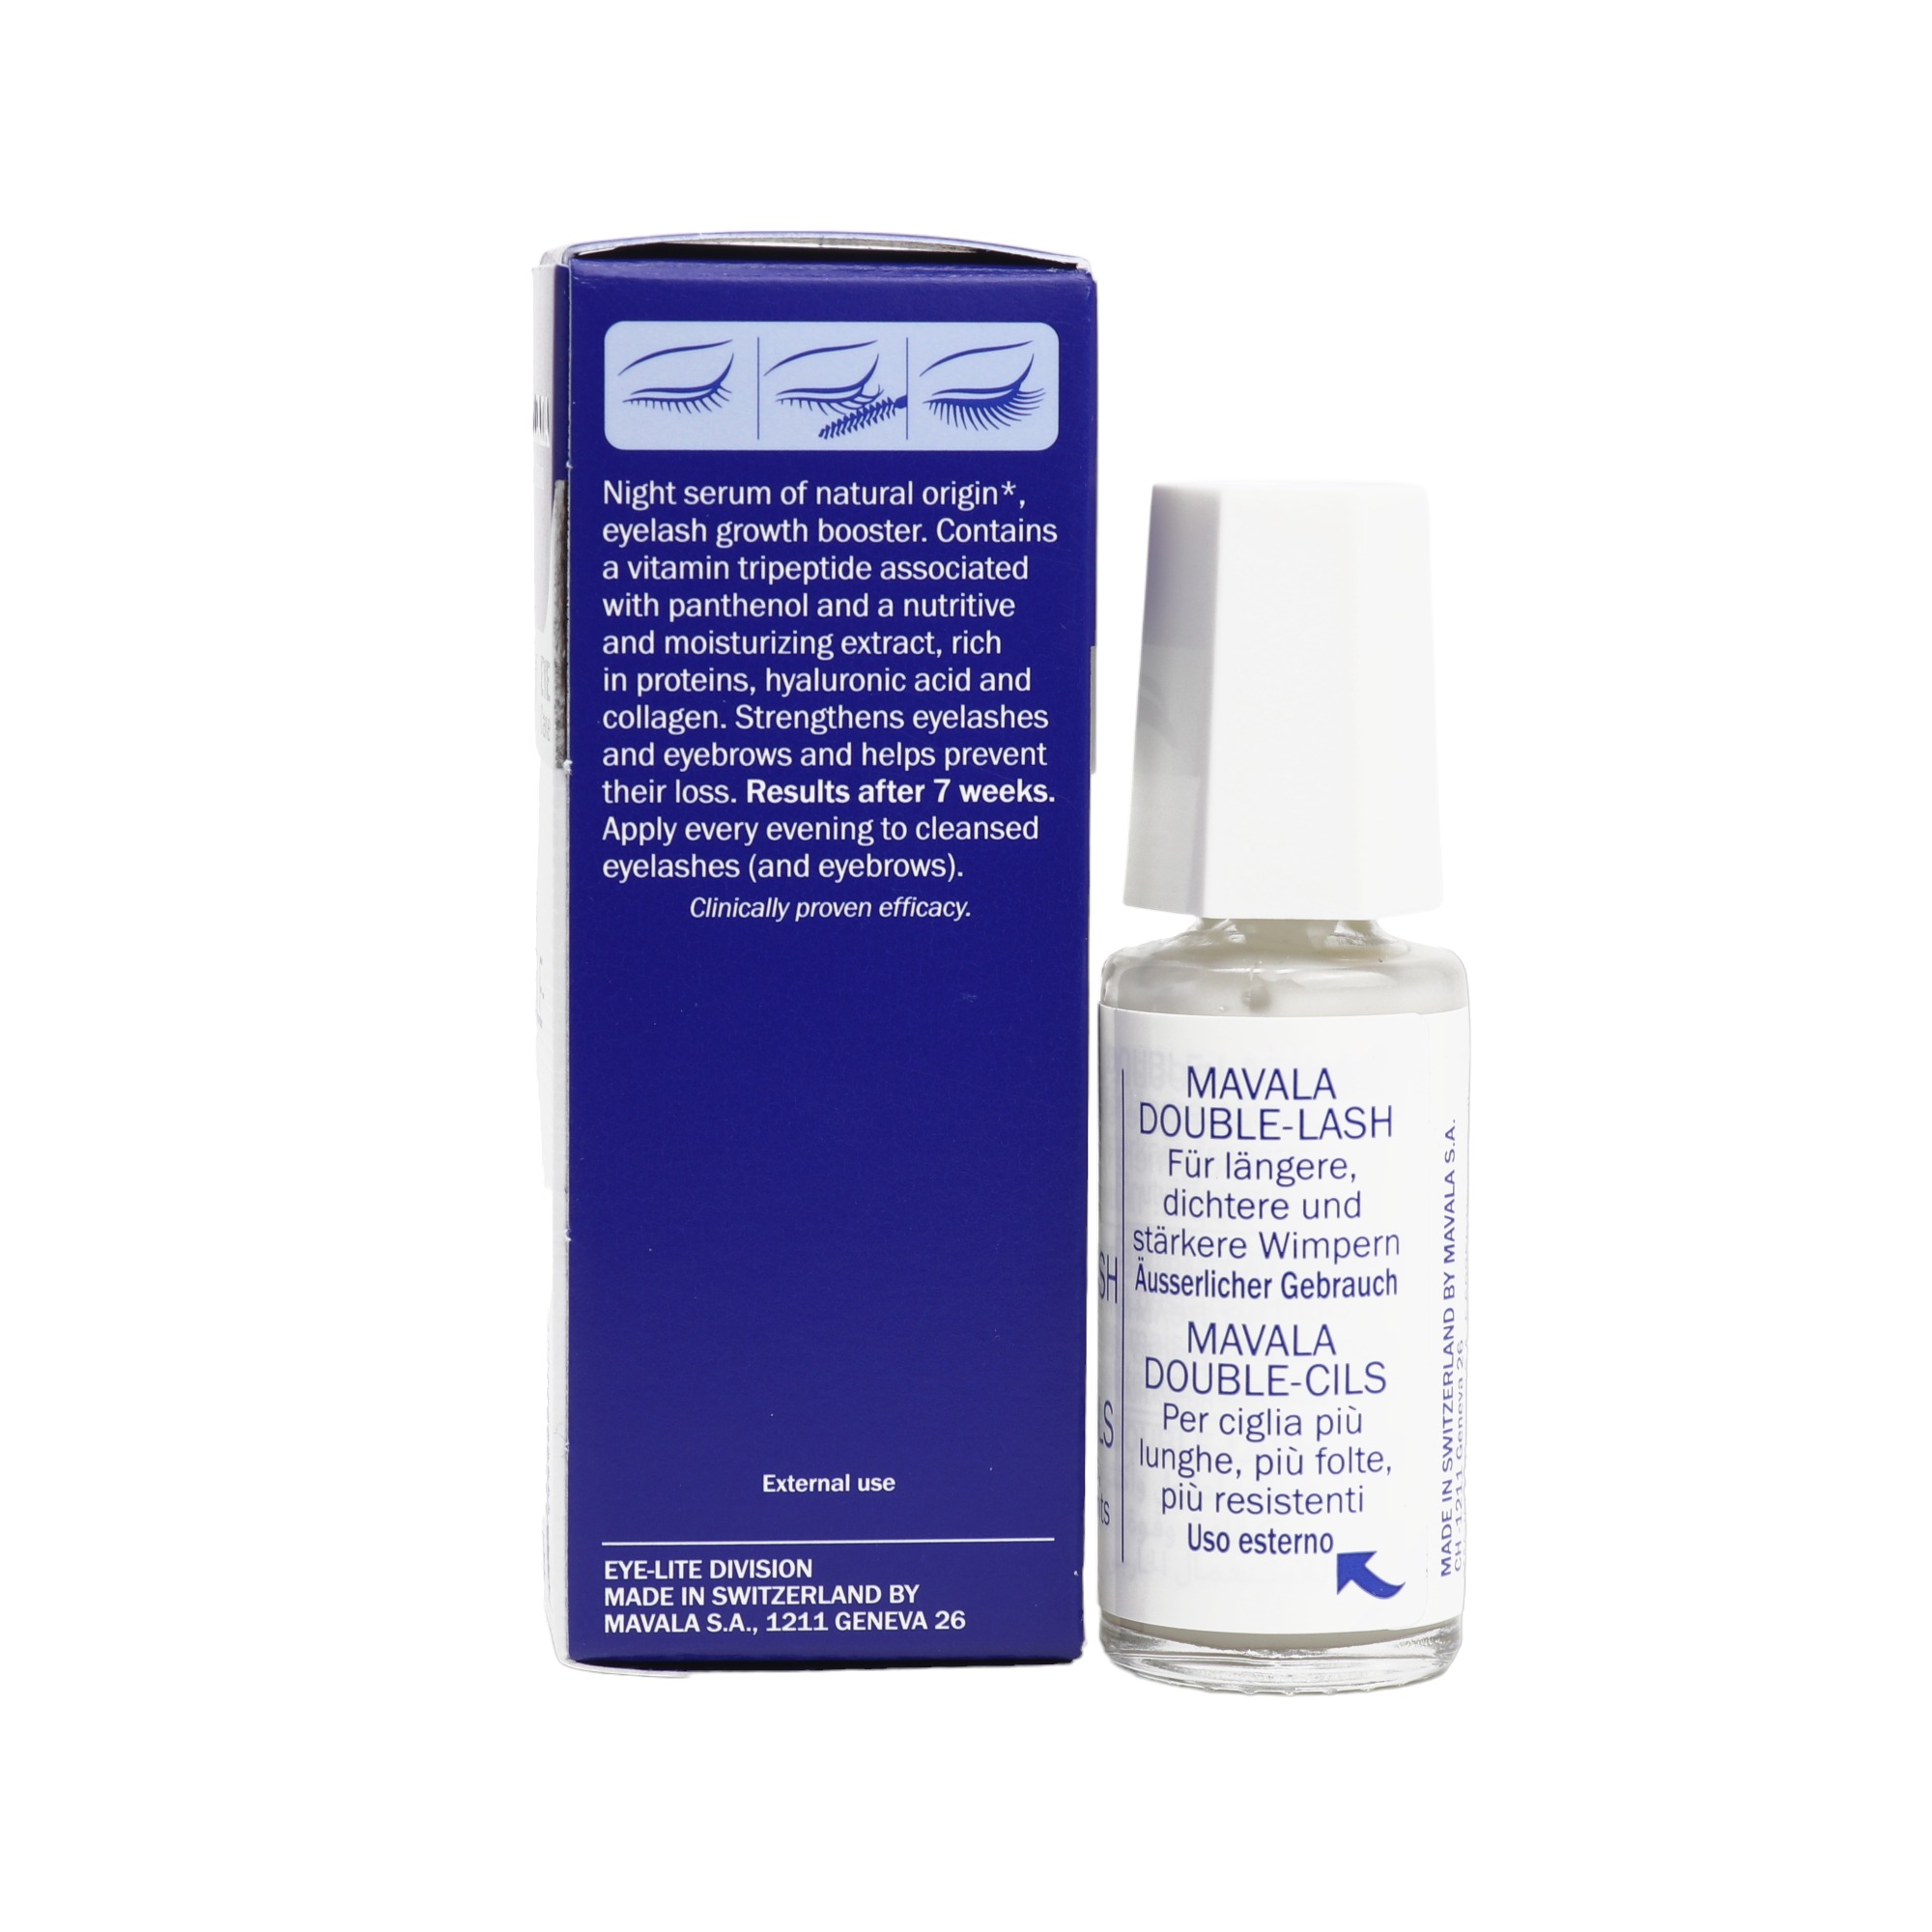 Night serum of natural origin*,
eyelash growth booster. Contains
a vitamin tripeptide associated
with panthenol and a nutritive
and moisturizing extract, rich
in proteins, hyaluronic acid and
collagen. Strengthens eyelashes
and eyebrows and helps prevent
their loss. Results after 7 weeks.
Apply every evening to cleansed
eyelashes (and eyebrows).
Clinically proven efficacy.
External use
EYE-LITE DIVISION
MADE IN SWITZERLAND BY
MAVALA S.A., 1211 GENEVA 26
MAVALA
DOUBLE-LASH
Für längere,
dichtere und
stärkere Wimpern
Äusserlicher Gebrauch
MAVALA
DOUBLE-CILS
Per ciglia più
lunghe, più folte,
più resistenti
Uso esterno
MADE IN SWITZERLAND BY MAVALA S.A.
CH -1211 Geneva 26